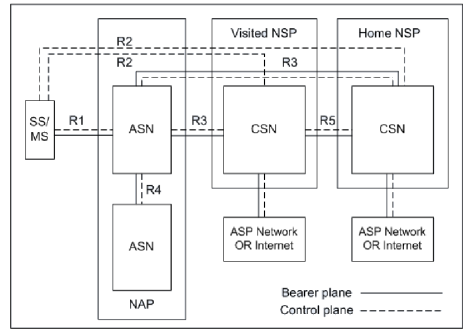 Visited NSP
Home NSP
R2
R2
R3
SS/
MS
R1
ASN
R3
CSN
R5
CSN
R4
ASN
ASP Network
OR Internet
ASP Network
OR Internet
NAP
Bearer plane
Control plane